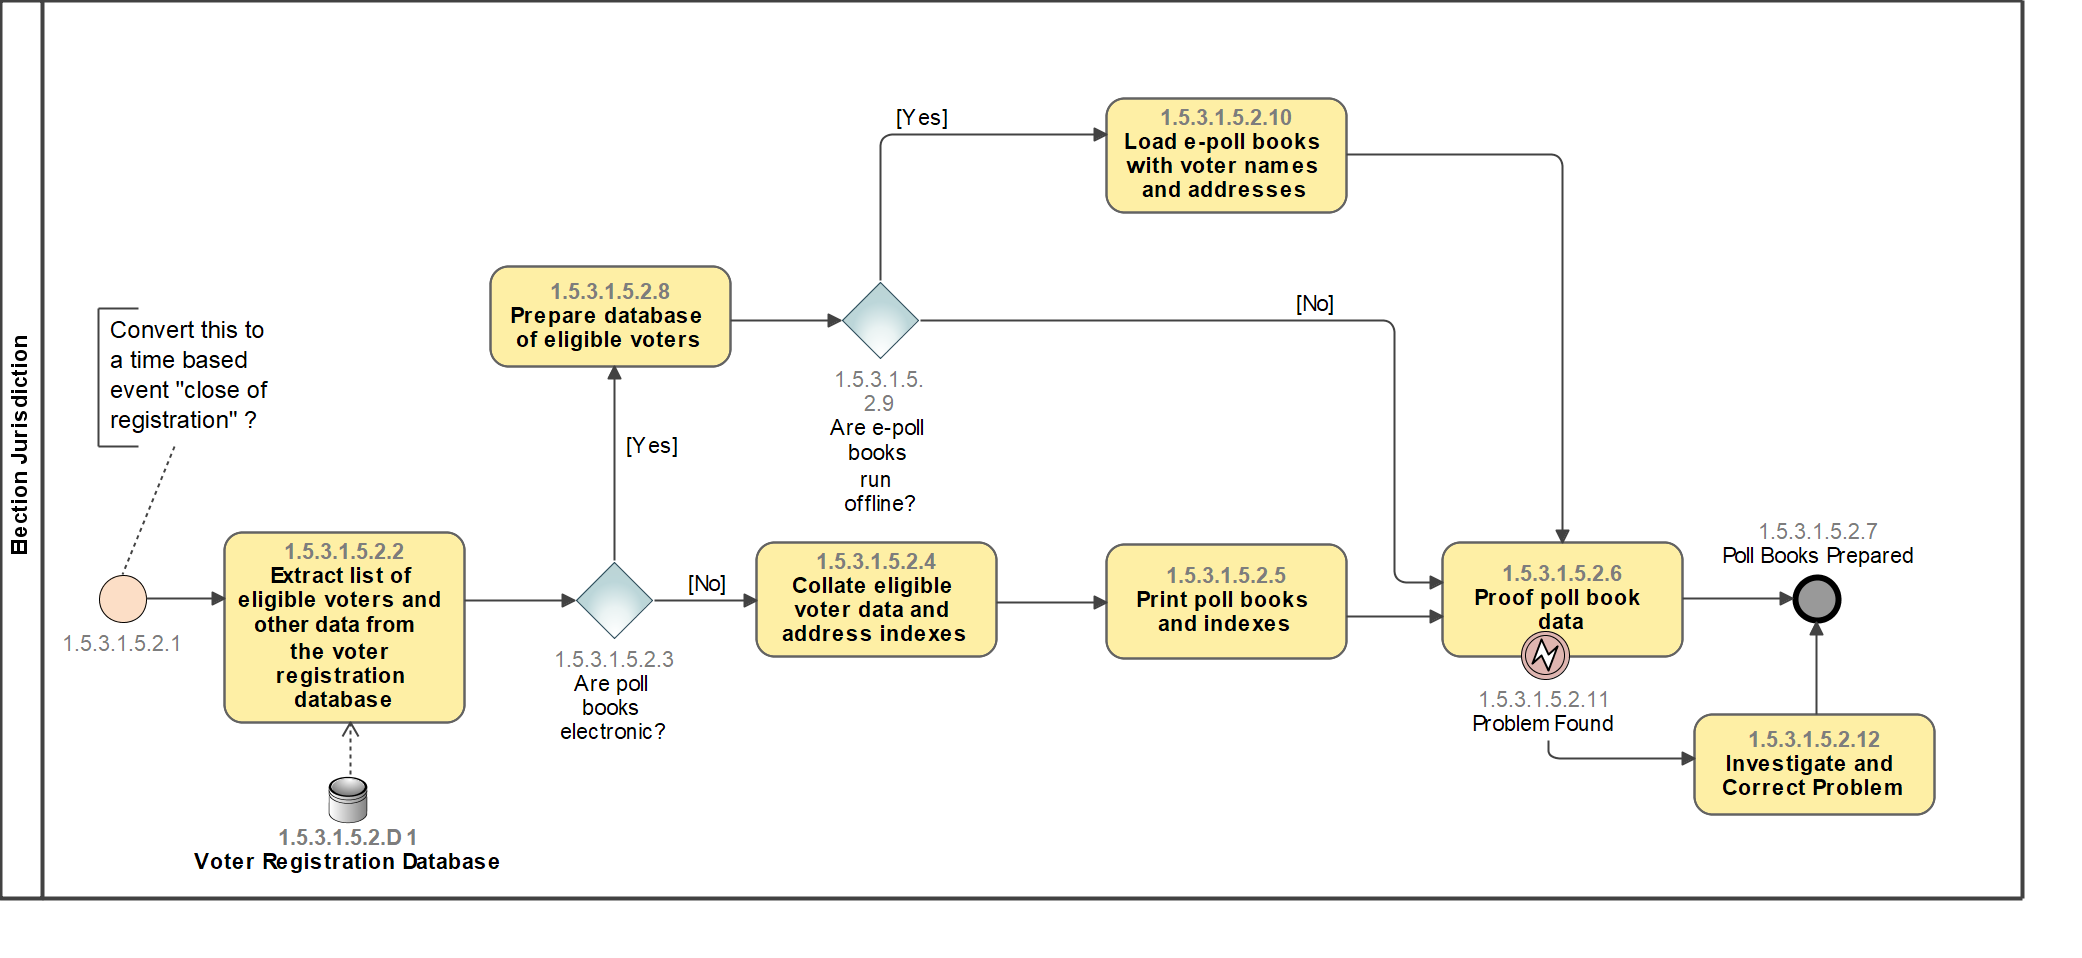 Election Jurisdiction
[Yes]
1.5.3.1.5.2.10
Load e-poll books
with voter names
and addresses
1.5.3.1.5.2.8
Prepare database
of eligible voters
[No]
1.5.3.1.5.
2.9
Are e-poll
books
run
offline?
Convert this to
a time based
event "close of
registration" ?
[Yes]
1.5.3.1.5.2.1
1.5.3.1.5.2.2
Extract list of
eligible voters and
other data from
the voter
registration
database
[No]
1.5.3.1.5.2.3
Are poll
books
electronic?
1.5.3.1.5.2.4
Collate eligible
voter data and
address indexes
1.5.3.1.5.2.5
Print poll books
and indexes
1.5.3.1.5.2.6
Proof poll book
data
1.5.3.1.5.2.7
Poll Books Prepared
1.5.3.1.5.2.11
Problem Found
1.5.3.1.5.2.12
Investigate and
Correct Problem
1.5.3.1.5.2.D1
Voter Registration Database